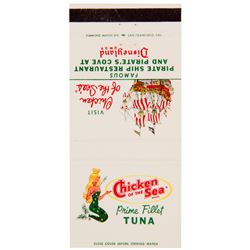 VISIT
Chicken
of the Sea's
FAMOUS
PIRATE SHIP RESTAURANT
AND PIRATE'S COVE AT
Disneyland
Chicken
OF THE Sea
Prime Fillet
TUNA
CLOSE COVER BEFORE STRIKING MATCH